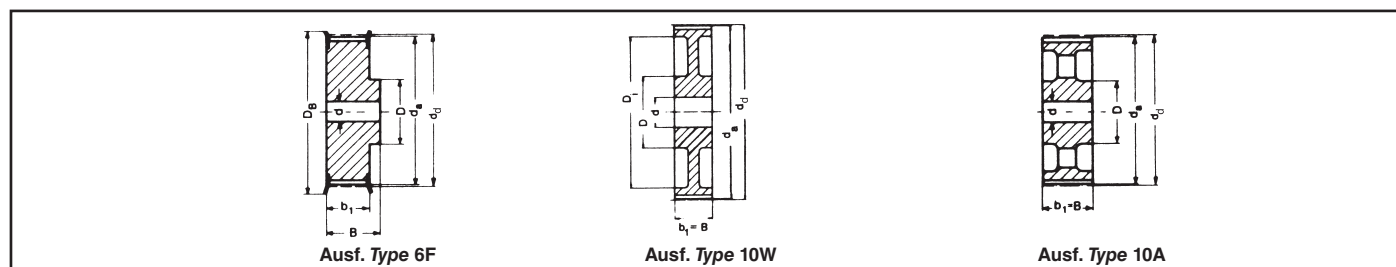 D_B
d
D
d_a
d_d
b_1
B
Ausf. Type 6F
D_i
D
d
d_a
d_d
b_1 = B
Ausf. Type 10W
d
D
d_a
d_d
b_1 = B
Ausf. Type 10A